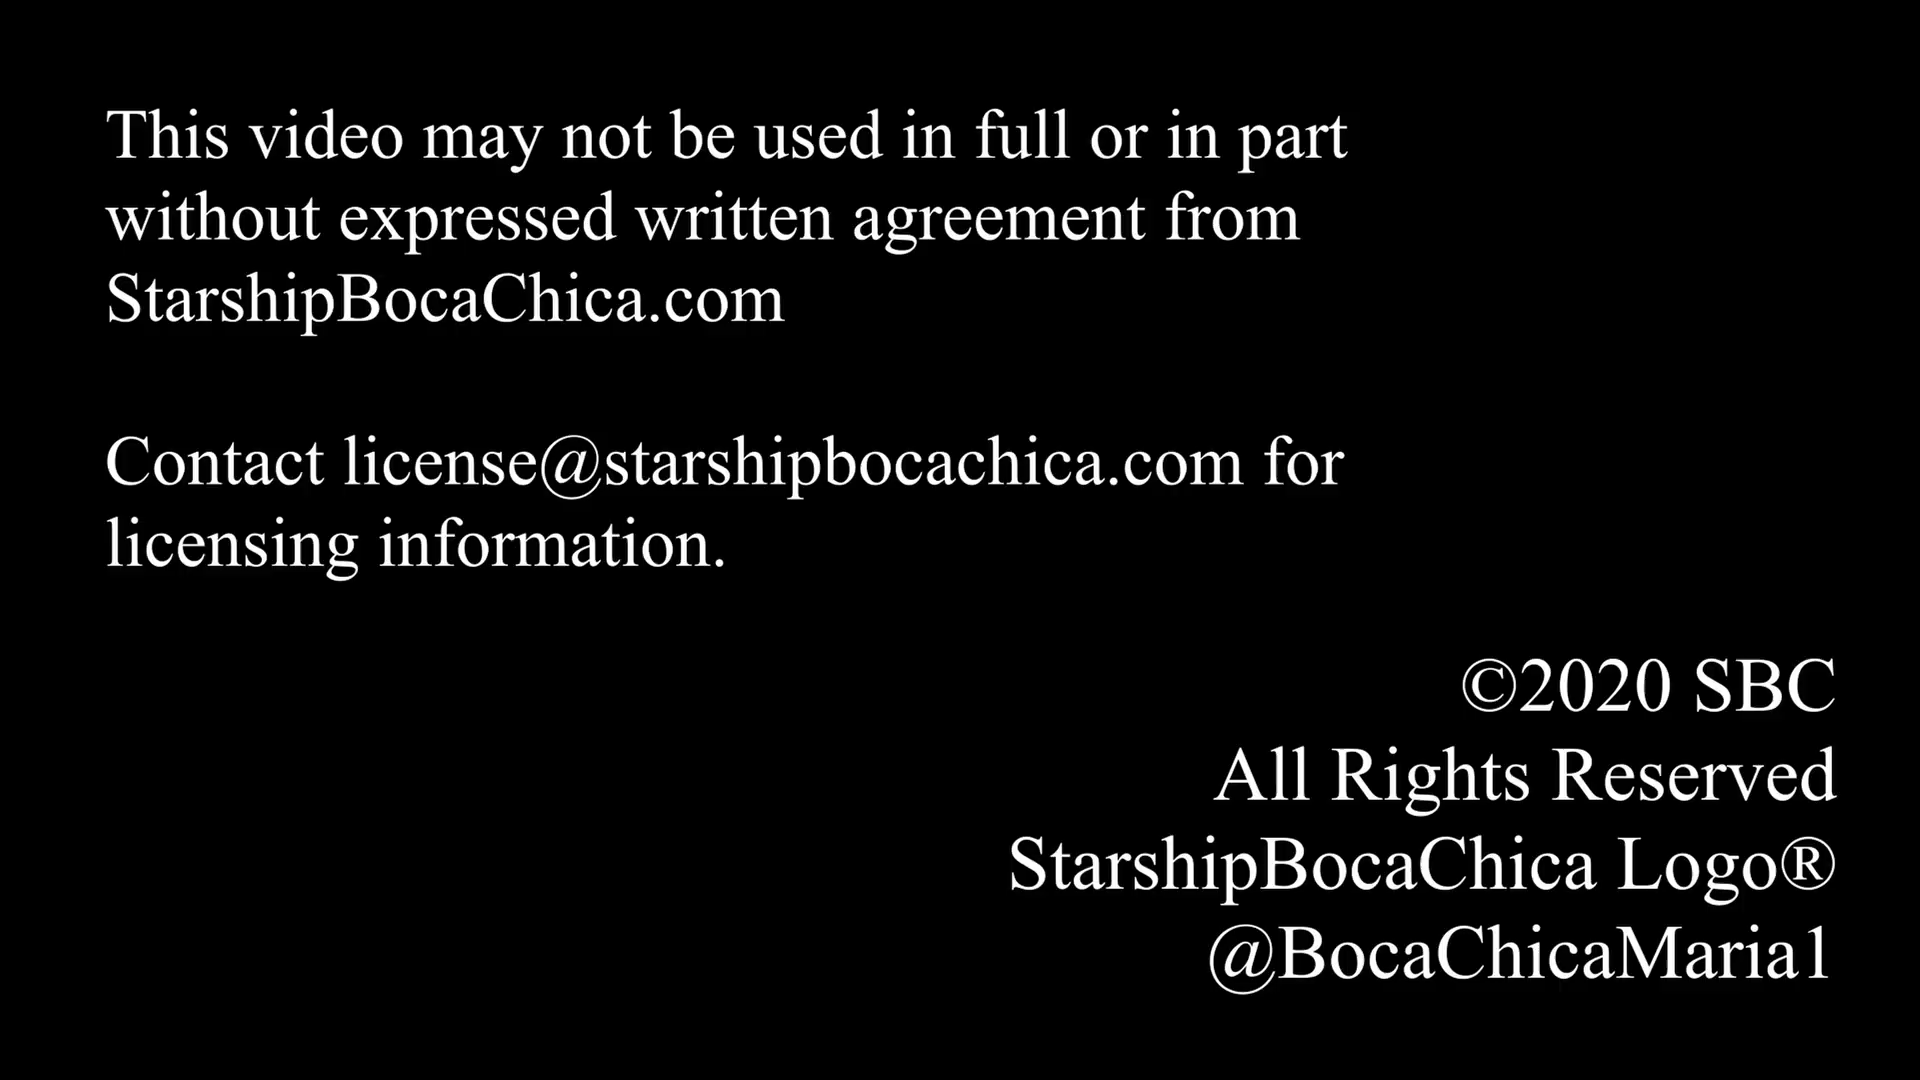 This video may not be used in full or in part
without expressed written agreement from
StarshipBocaChica.com
Contact license@starshipbocachica.com for
licensing information.
©2020 SBC
All Rights Reserved
StarshipBocaChica Logo®
@BocaChicaMaria1